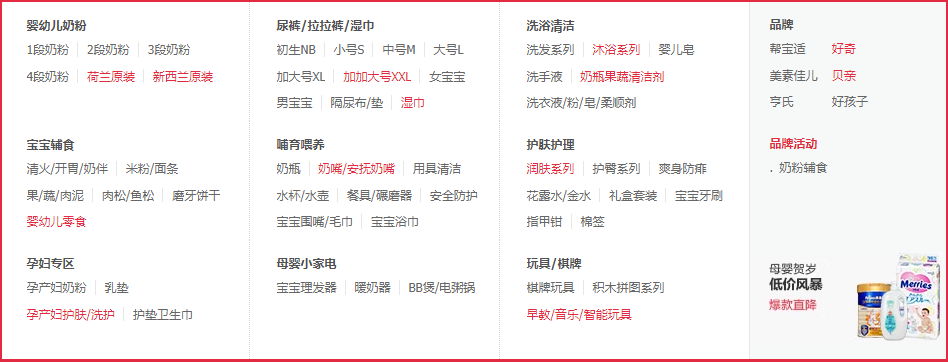 婴幼儿奶粉
1段奶粉 2段奶粉 3段奶粉
4段奶粉 荷兰原装 新西兰原装
尿裤/拉拉裤/湿巾
初生NB 小号S 中号M 大号L
加大号XL 加加大号XXL 女宝宝
男宝宝 隔尿布/垫 湿巾
洗浴清洁
洗发系列 沐浴系列 婴儿皂
洗手液 奶瓶果蔬清洁剂
洗衣液/粉/皂/柔顺剂
品牌
帮宝适 好奇
美素佳儿 贝亲
亨氏 好孩子
宝宝辅食
清火/开胃/奶伴 米粉/面条
果/蔬/肉泥 肉松/鱼松 磨牙饼干
婴幼儿零食
哺育喂养
奶瓶 奶嘴/安抚奶嘴 用具清洁
水杯/水壶 餐具/碾磨器 安全防护
宝宝围嘴/毛巾 宝宝浴巾
护肤护理
润肤系列 护臀系列 爽身防痱
花露水/金水 礼盒套装 宝宝牙刷
指甲钳 棉签
品牌活动
. 奶粉辅食
孕妇专区
孕产妇奶粉 乳垫
孕产妇护肤/洗护 护垫卫生巾
母婴小家电
宝宝理发器 暖奶器 BB煲/电粥锅
玩具/棋牌
棋牌玩具 积木拼图系列
早教/音乐/智能玩具
母婴贺岁
低价风暴
爆款直降
Merries